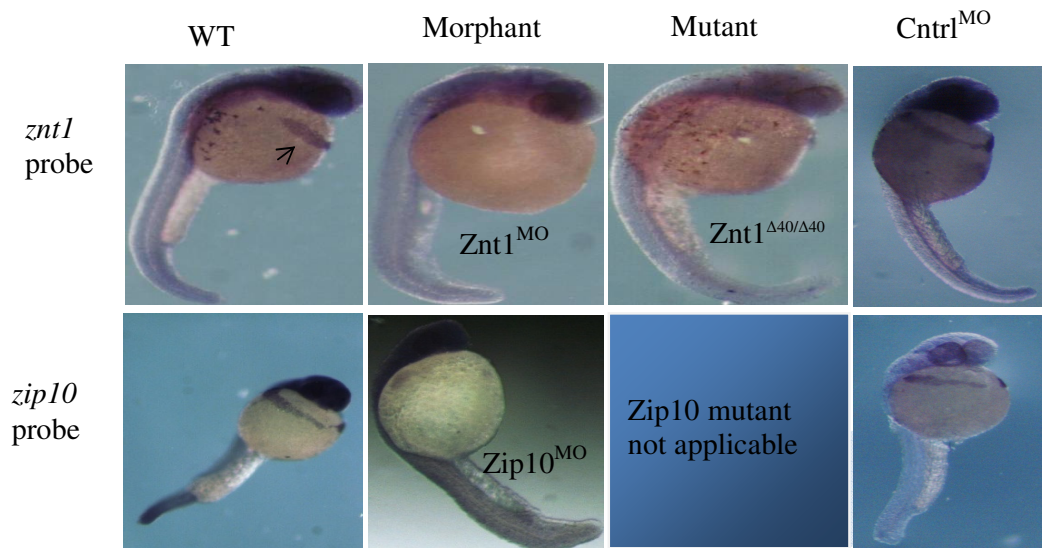 WT Morphant Mutant Cntrl^MO
znt1
probe
Znt1^MO Znt1^Δ40/Δ40
zip10
probe
Zip10^MO
Zip10 mutant
not applicable